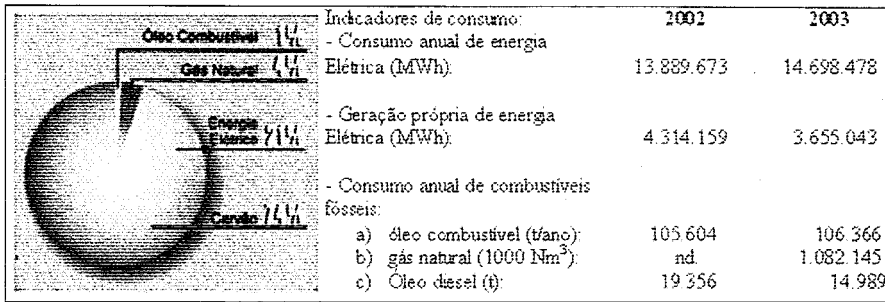 Óleo Combustível 1%
Gás Natural 4%
Energia
Elétrica
Carvão
Indicadores de consumo: 2002 2003
- Consumo anual de energia
Elétrica (MWh): 13.889.673 14.698.478
- Geração própria de energia
Elétrica (MWh): 4.314.159 3.655.043
- Consumo anual de combustíveis
fósseis:
a) óleo combustível (t/ano): 105.604 106.366
b) gás natural (1000 Nm³): nd. 1.082.145
c) Óleo diesel (t): 19.356 14.989